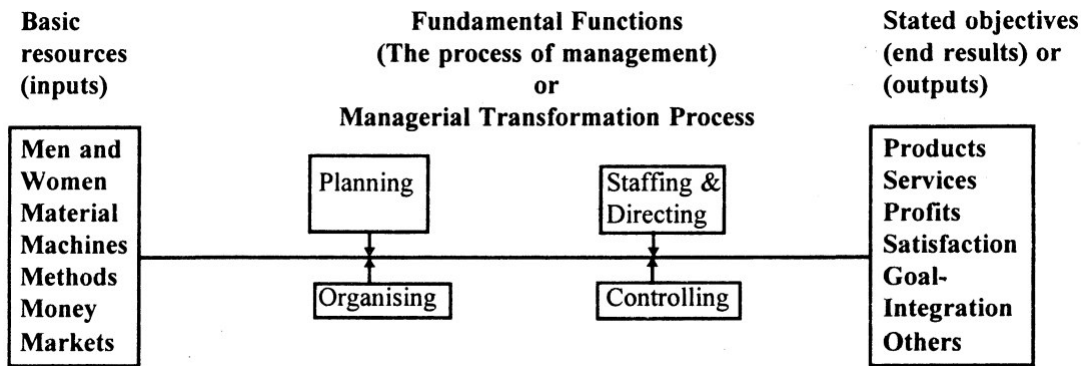 Basic
resources
(inputs)
Fundamental Functions
(The process of management)
or
Managerial Transformation Process
Stated objectives
(end results) or
(outputs)
Men and
Women
Material
Machines
Methods
Money
Markets
Planning
Organising
Staffing &
Directing
Controlling
Products
Services
Profits
Satisfaction
Goal-
Integration
Others